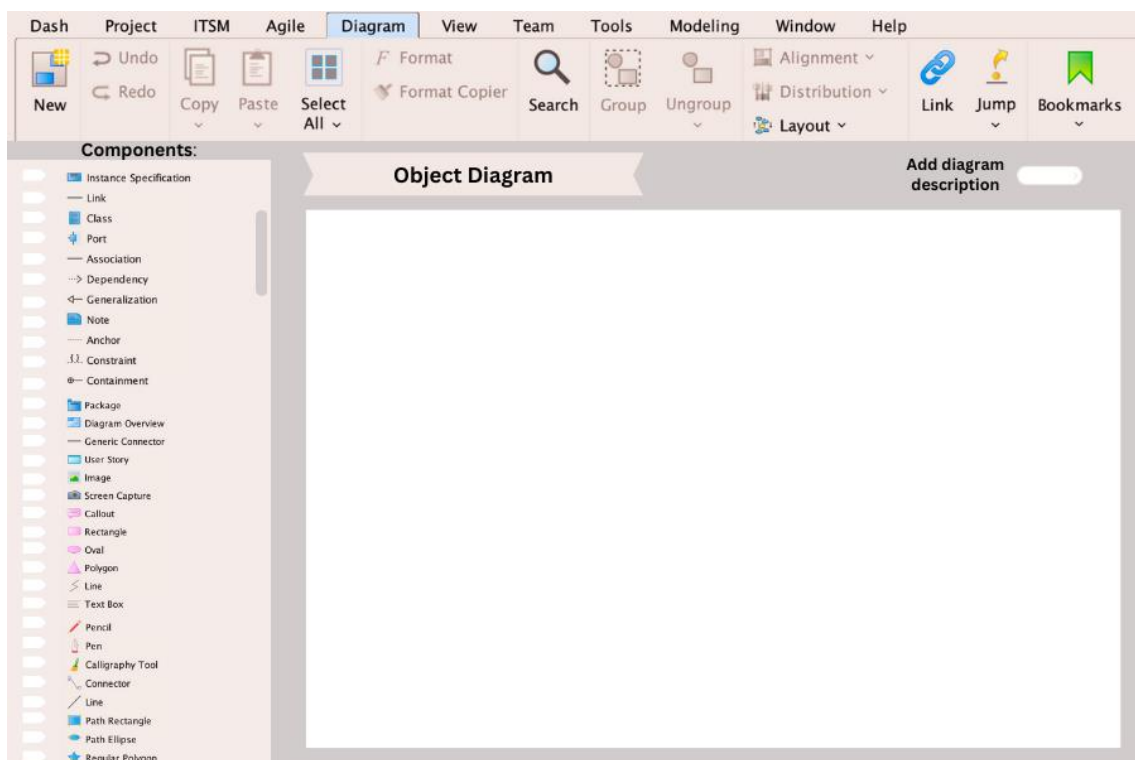 Dash Project ITSM Agile Diagram View Team Tools Modeling Window Help
New
Undo
Redo
Copy
Paste
Select
All
F Format
Format Copier
Search
Group
Ungroup
Alignment
Distribution
Layout
Link
Jump
Bookmarks
Components:
Instance Specification
Link
Class
Port
Association
Dependency
Generalization
Note
Anchor
Constraint
Containment
Package
Diagram Overview
Generic Connector
User Story
Image
Screen Capture
Callout
Rectangle
Oval
Polygon
Line
Text Box
Pencil
Pen
Calligraphy Tool
Connector
Line
Path Rectangle
Path Ellipse
Regular Polygon
Object Diagram
Add diagram
description